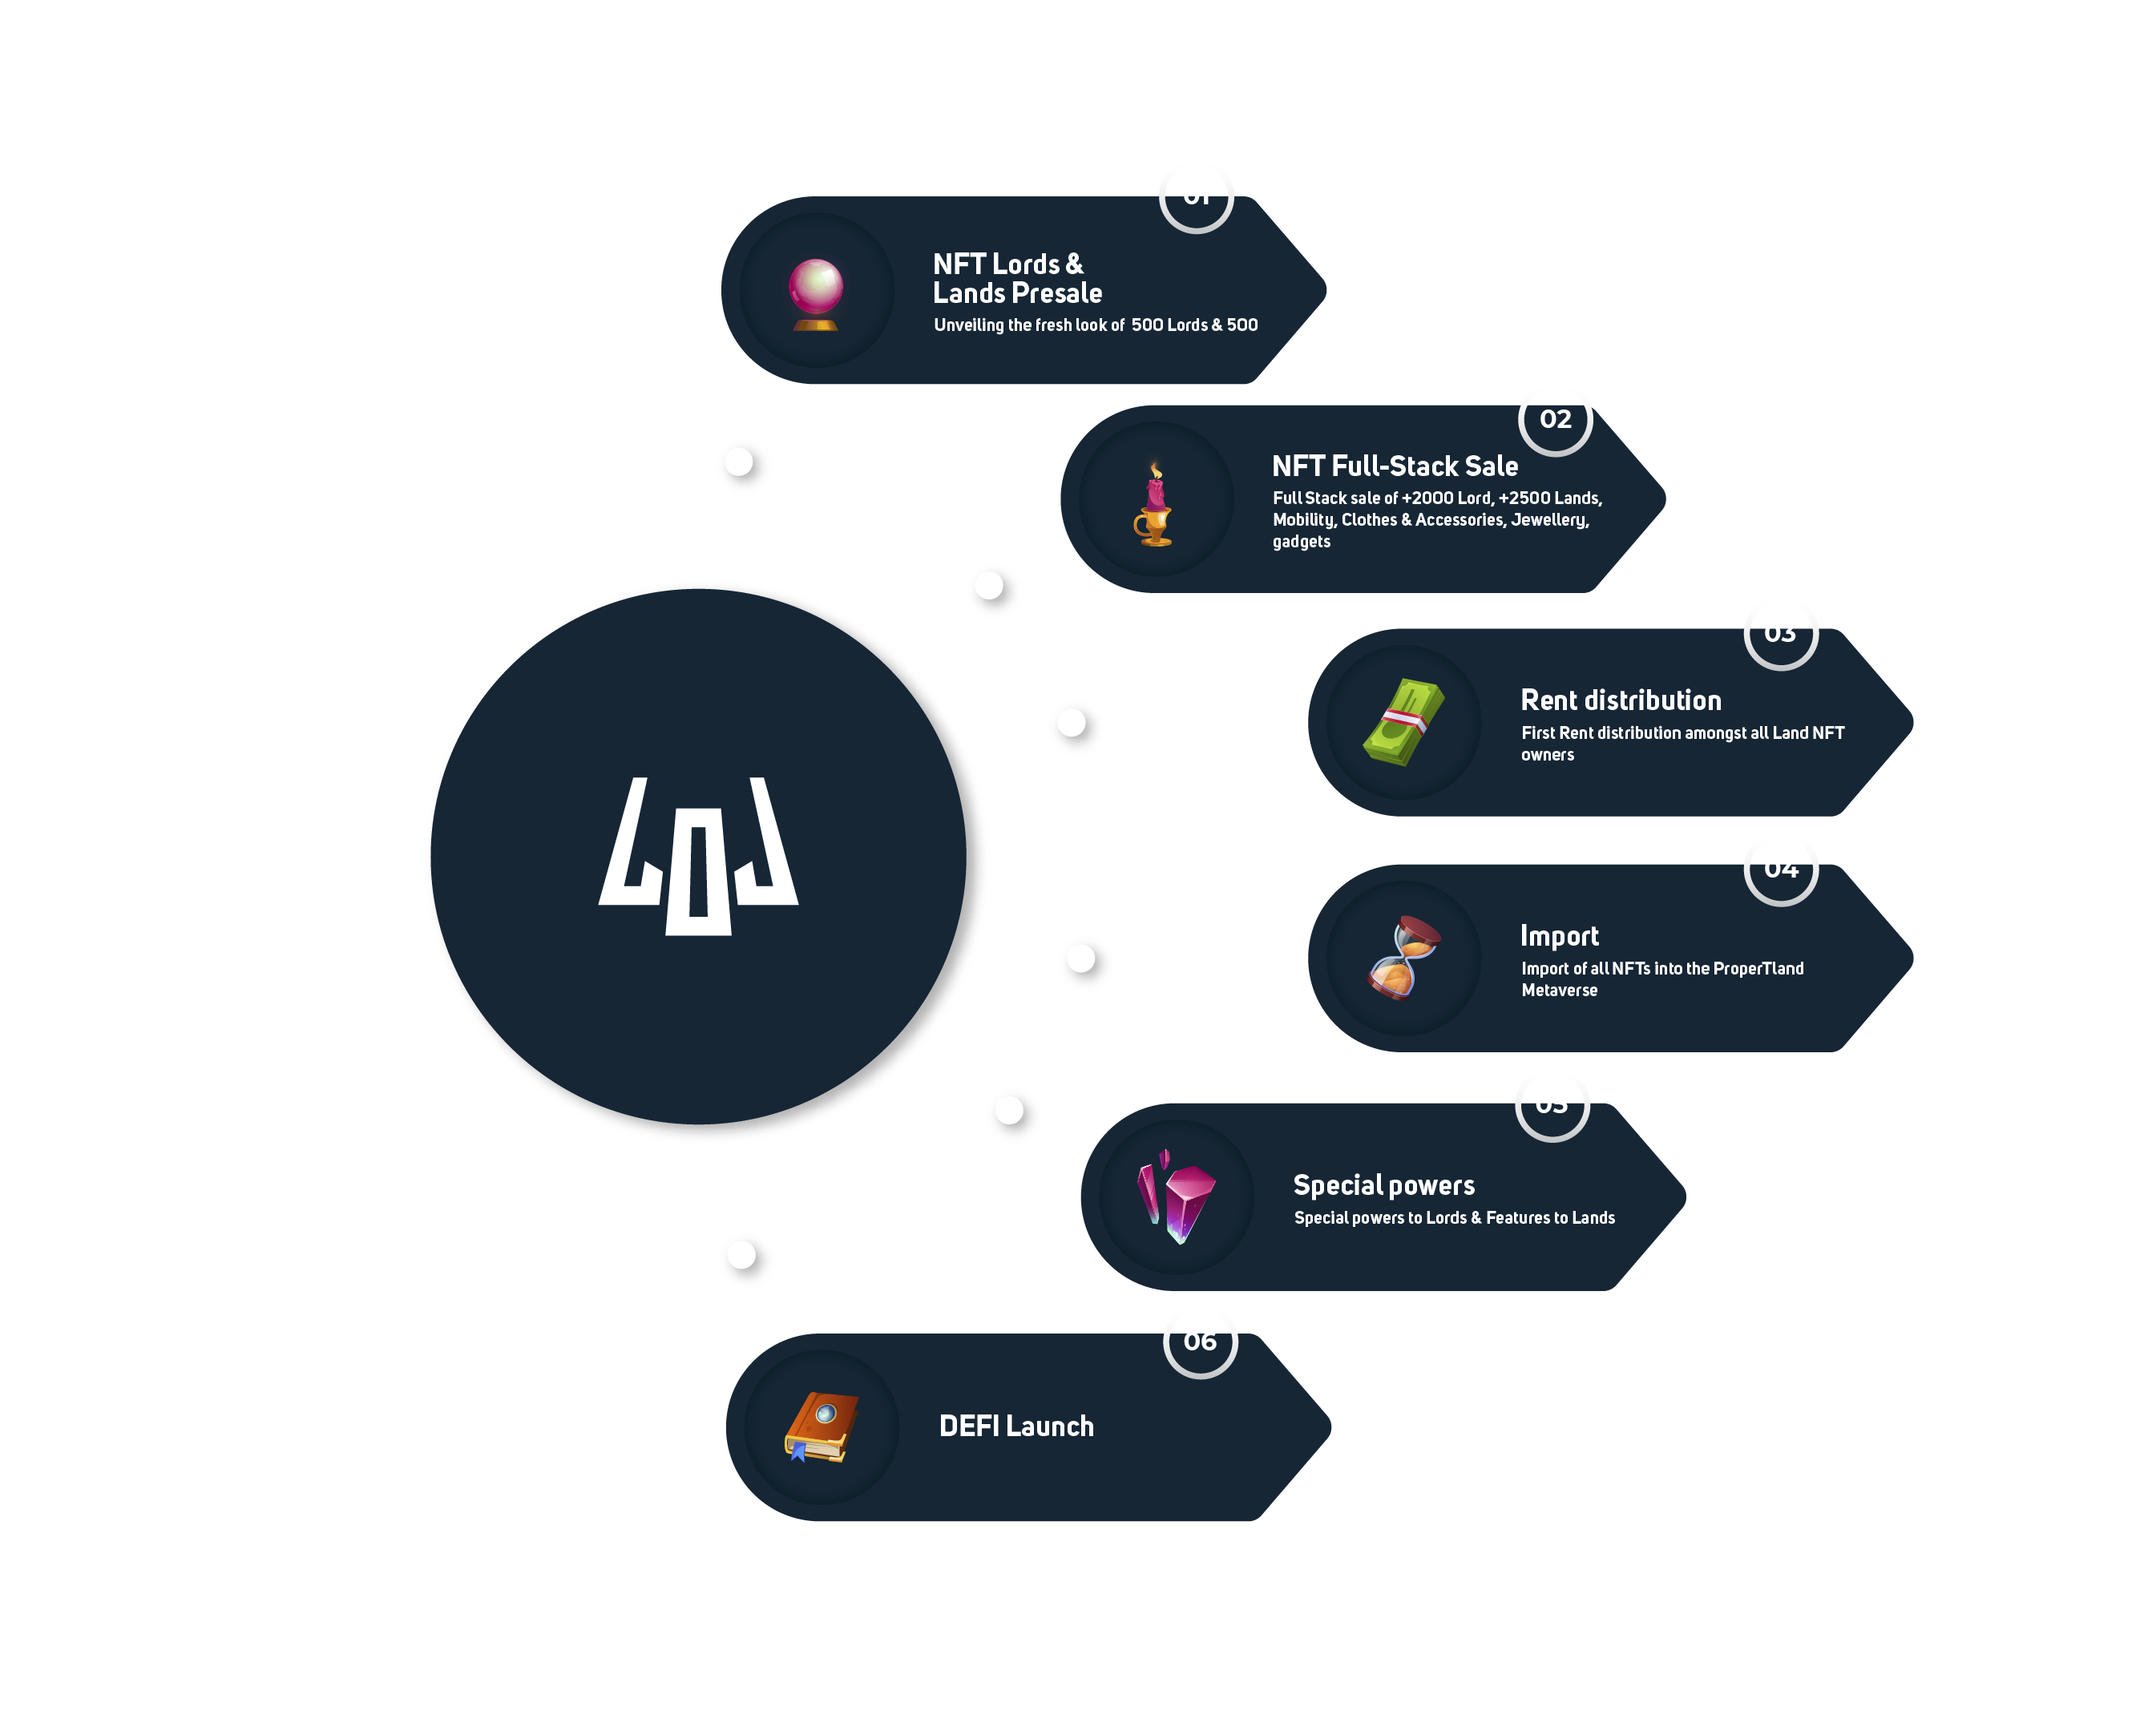 01
NFT Lords &
Lands Presale
Unveiling the fresh look of 500 Lords & 500
02
NFT Full-Stack Sale
Full Stack sale of +2000 Lord, +2500 Lands,
Mobility, Clothes & Accessories, Jewellery,
gadgets
03
Rent distribution
First Rent distribution amongst all Land NFT
owners
04
Import
Import of all NFTs into the ProperTland
Metaverse
05
Special powers
Special powers to Lords & Features to Lands
06
DEFI Launch